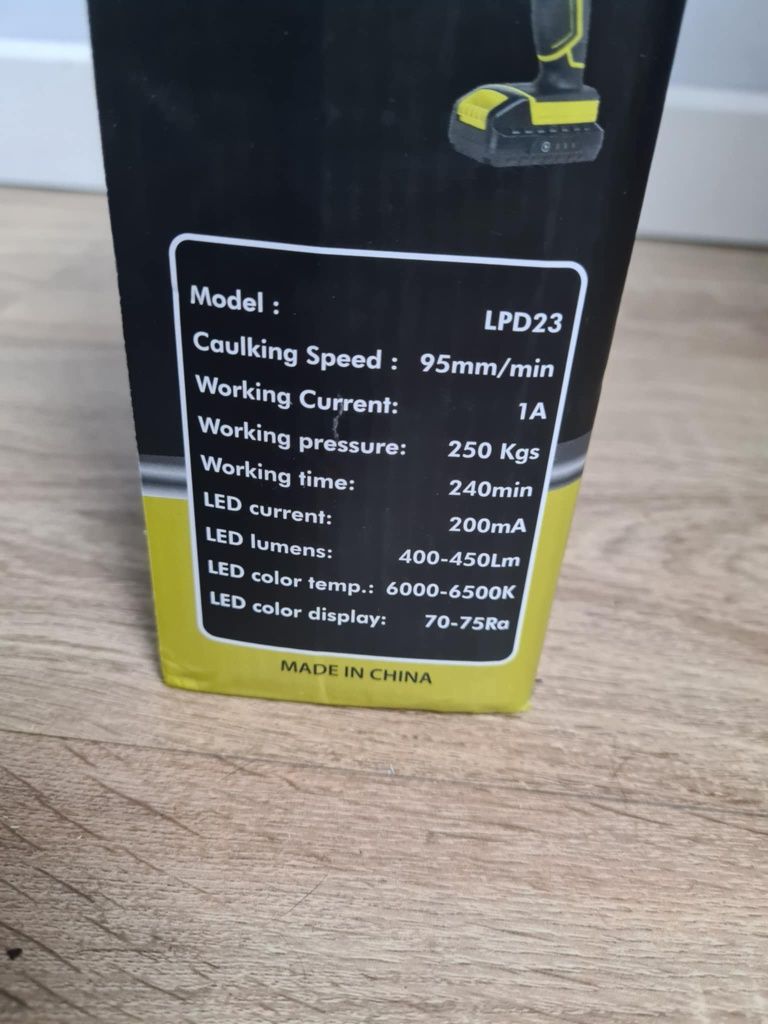 Model : LPD23
Caulking Speed : 95mm/min
Working Current: 1A
Working pressure: 250 Kgs
Working time: 240min
LED current: 200mA
LED lumens: 400-450Lm
LED color temp.: 6000-6500K
LED color display: 70-75Ra
MADE IN CHINA